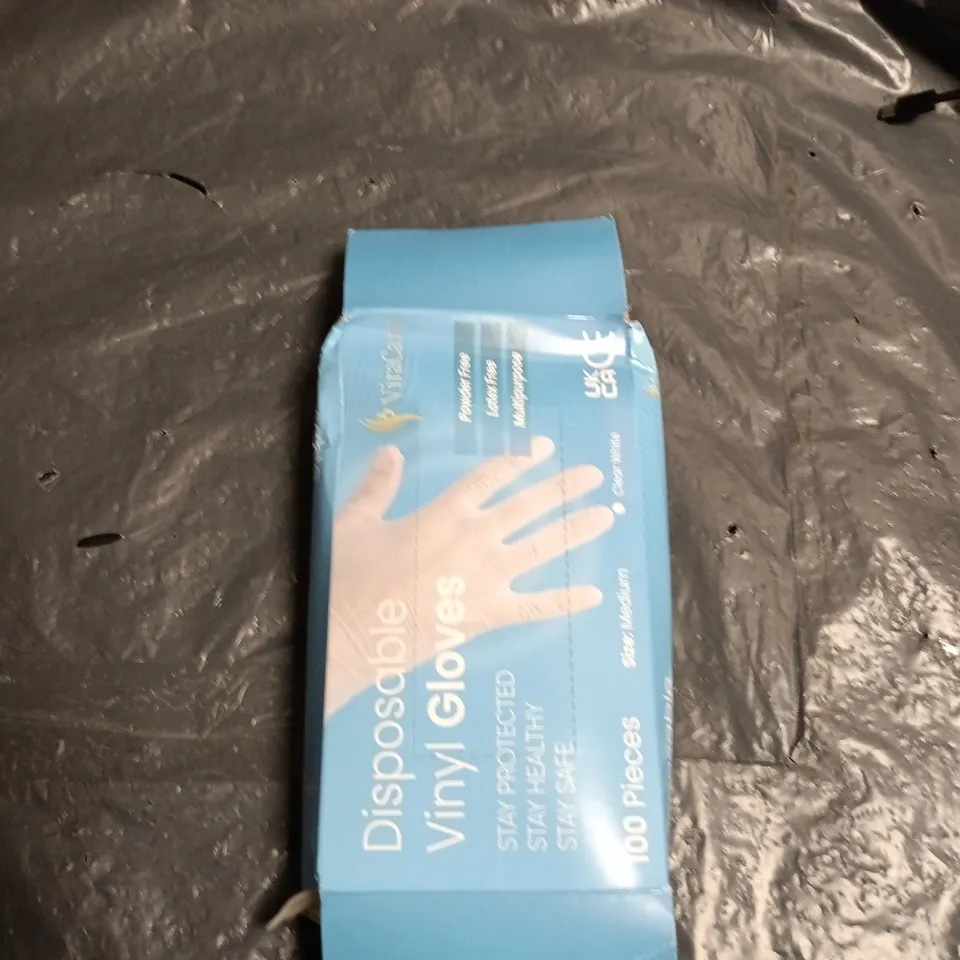 ViraCare
Powder Free
Latex Free
Multipurpose
UK
CA
CE
Clear White
Disposable
Vinyl Gloves
STAY PROTECTED
STAY HEALTHY
STAY SAFE
Size: Medium
100 Pieces